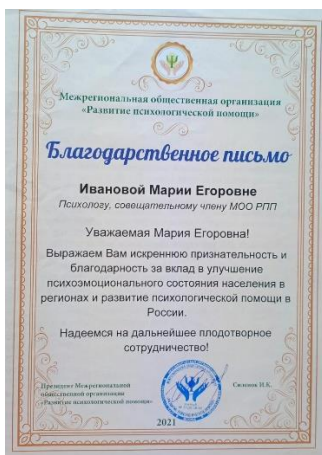 Межрегиональная общественная организация
«Развитие психологической помощи»
Благодарственное письмо
Ивановой Марии Егоровне
Психологу, совещательному члену МОО РПП
Уважаемая Мария Егоровна!
Выражаем Вам искреннюю признательность и
благодарность за вклад в улучшение
психоэмоционального состояния населения в
регионах и развитие психологической помощи в
России.
Надеемся на дальнейшее плодотворное
сотрудничество!
Президент Межрегиональной
общественной организации
«Развитие психологической помощи»
И.К.
2021